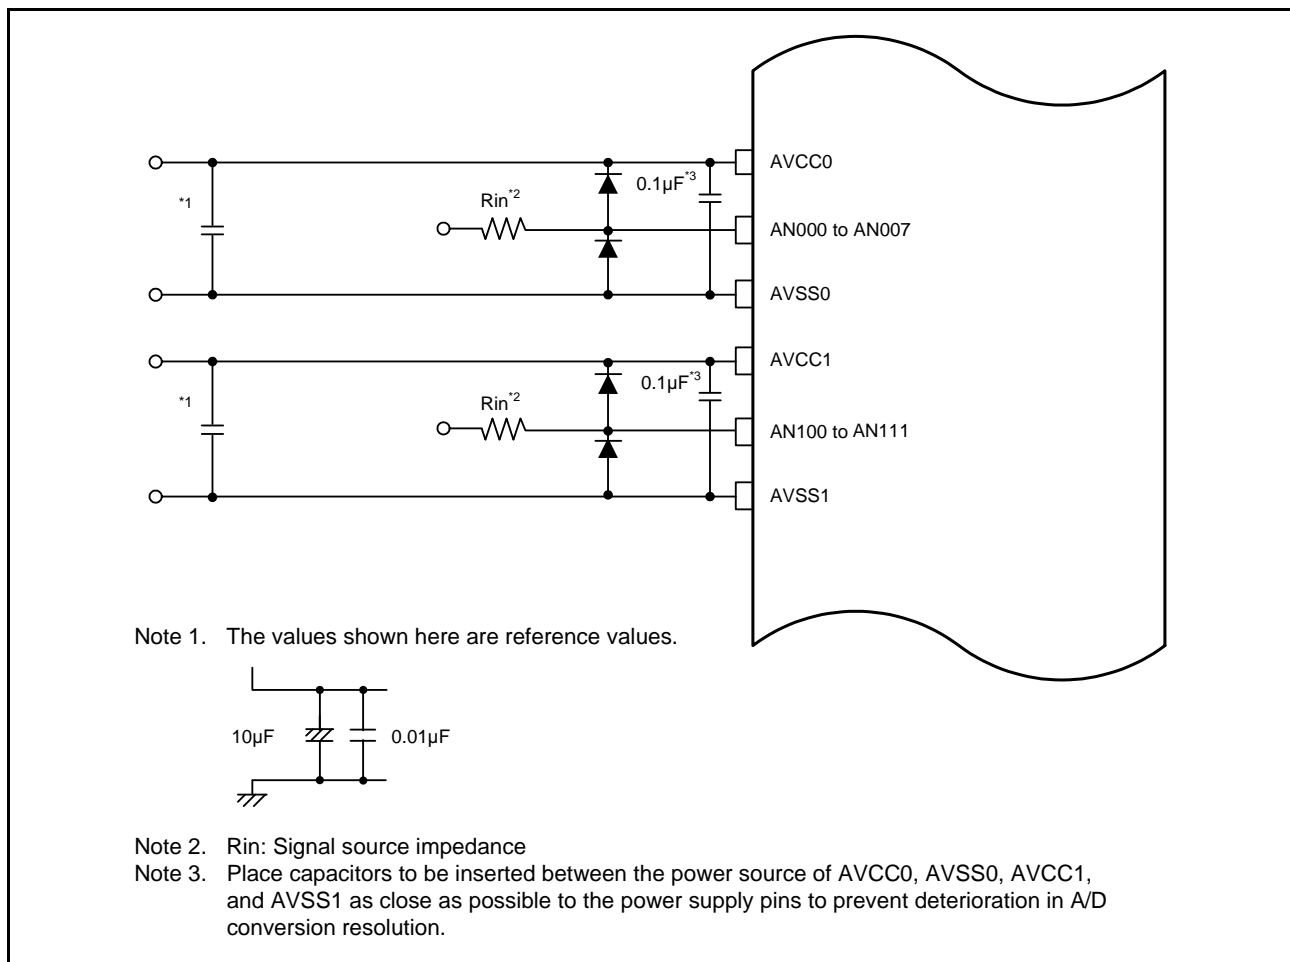 AVCC0
*1
0.1µF*3
Rin*2
AN000 to AN007
AVSS0
AVCC1
*1
0.1µF*3
Rin*2
AN100 to AN111
AVSS1
Note 1. The values shown here are reference values.
10µF
0.01µF
Note 2. Rin: Signal source impedance
Note 3. Place capacitors to be inserted between the power source of AVCC0, AVSS0, AVCC1,
and AVSS1 as close as possible to the power supply pins to prevent deterioration in A/D
conversion resolution.